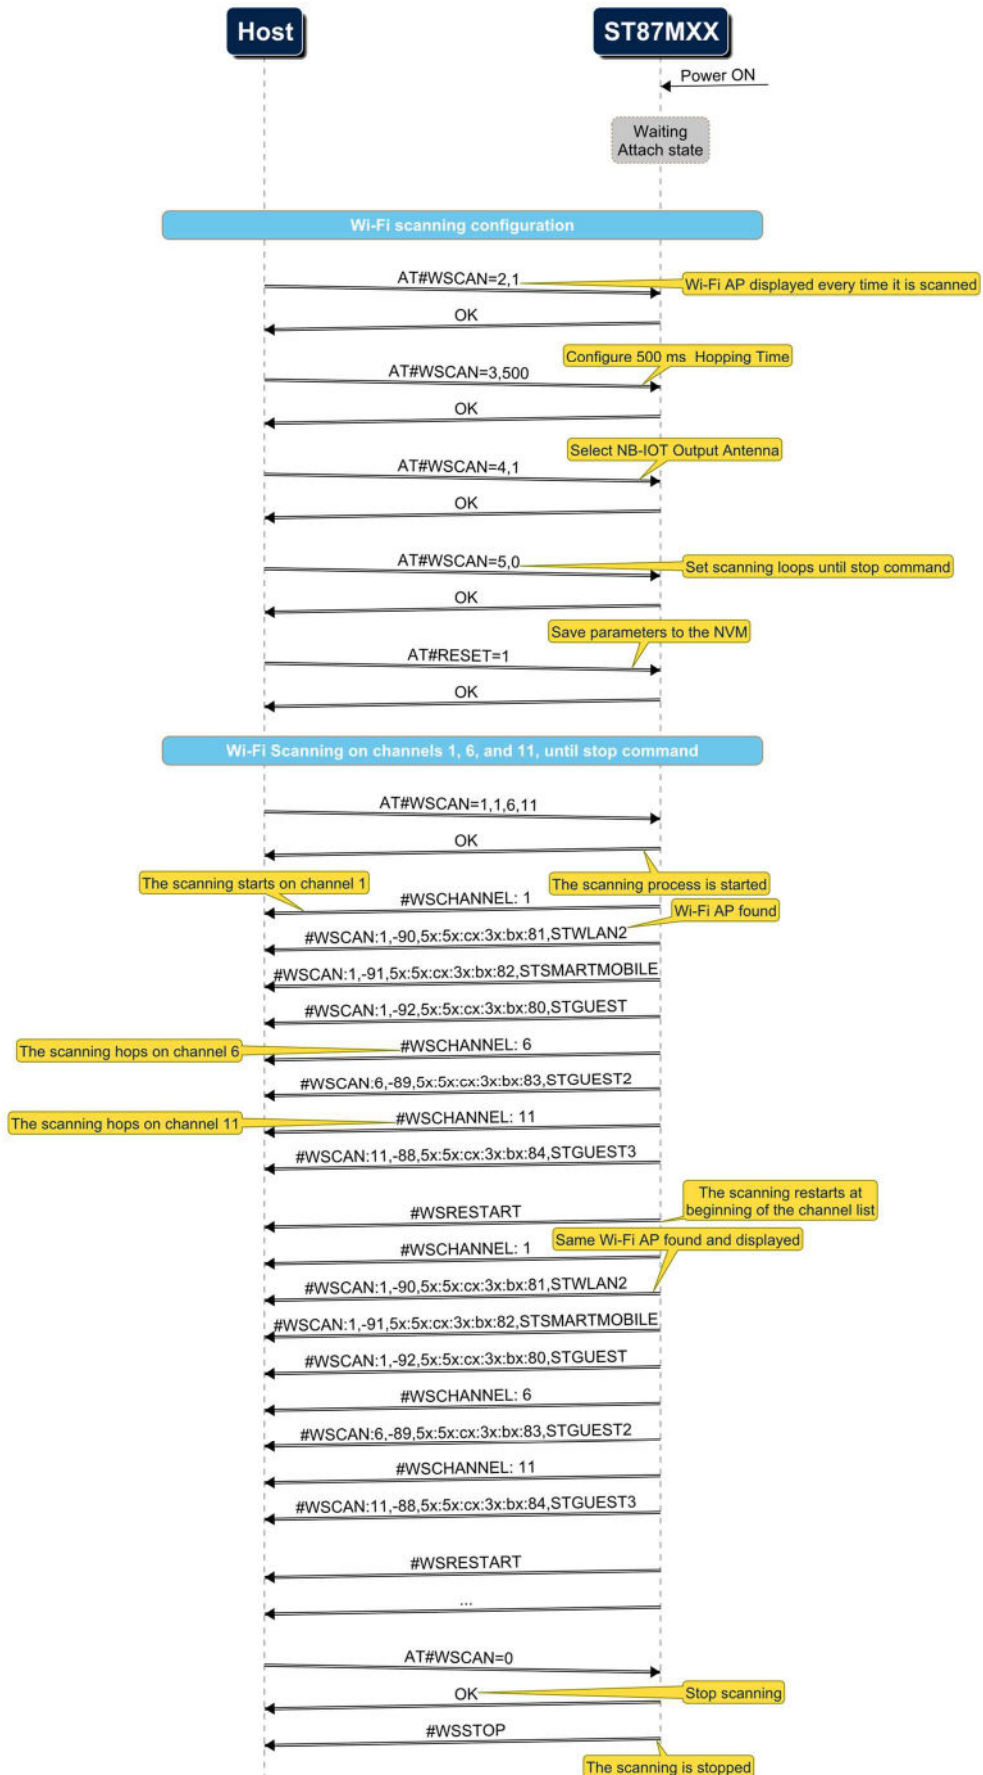 Host
ST87MXX
Power ON
Waiting
Attach state
Wi-Fi scanning configuration
AT#WSCAN=2,1
Wi-Fi AP displayed every time it is scanned
OK
Configure 500 ms Hopping Time
AT#WSCAN=3,500
OK
Select NB-IOT Output Antenna
AT#WSCAN=4,1
OK
AT#WSCAN=5,0
Set scanning loops until stop command
OK
Save parameters to the NVM
AT#RESET=1
OK
Wi-Fi Scanning on channels 1, 6, and 11, until stop command
AT#WSCAN=1,1,6,11
OK
The scanning starts on channel 1
The scanning process is started
#WSCHANNEL: 1
Wi-Fi AP found
#WSCAN:1,-90,5x:5x:cx:3x:bx:81,STWLAN2
#WSCAN:1,-91,5x:5x:cx:3x:bx:82,STSMARTMOBILE
#WSCAN:1,-92,5x:5x:cx:3x:bx:80,STGUEST
The scanning hops on channel 6
#WSCHANNEL: 6
#WSCAN:6,-89,5x:5x:cx:3x:bx:83,STGUEST2
The scanning hops on channel 11
#WSCHANNEL: 11
#WSCAN:11,-88,5x:5x:cx:3x:bx:84,STGUEST3
The scanning restarts at
beginning of the channel list
#WSRESTART
Same Wi-Fi AP found and displayed
#WSCHANNEL: 1
#WSCAN:1,-90,5x:5x:cx:3x:bx:81,STWLAN2
#WSCAN:1,-91,5x:5x:cx:3x:bx:82,STSMARTMOBILE
#WSCAN:1,-92,5x:5x:cx:3x:bx:80,STGUEST
#WSCHANNEL: 6
#WSCAN:6,-89,5x:5x:cx:3x:bx:83,STGUEST2
#WSCHANNEL: 11
#WSCAN:11,-88,5x:5x:cx:3x:bx:84,STGUEST3
#WSRESTART
...
AT#WSCAN=0
OK
Stop scanning
#WSSTOP
The scanning is stopped